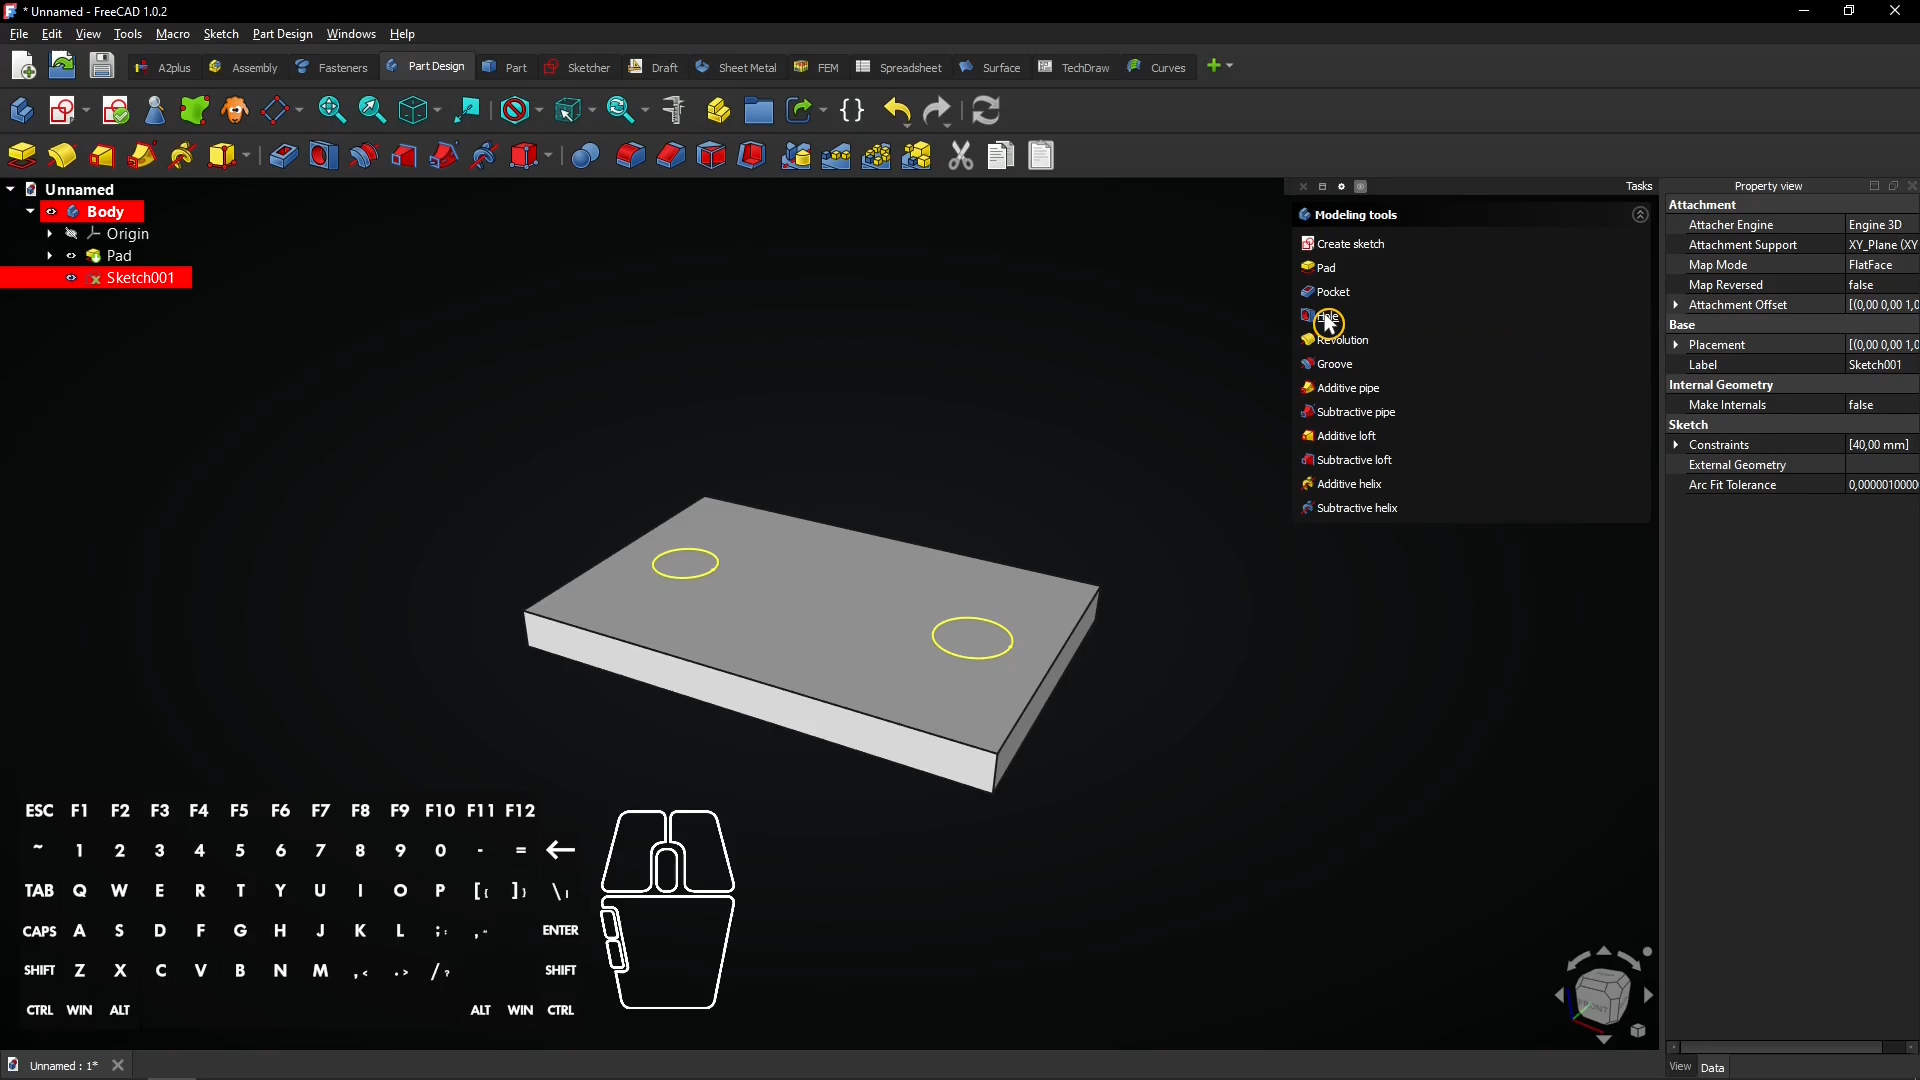 * Unnamed - FreeCAD 1.0.2
File Edit View Tools Macro Sketch Part Design Windows Help
A2plus Assembly Fasteners Part Design Part Sketcher Draft Sheet Metal FEM Spreadsheet Surface TechDraw Curves
Unnamed
Body
Origin
Pad
Sketch001
Tasks
Modeling tools
Create sketch
Pad
Pocket
Hole
Revolution
Groove
Additive pipe
Subtractive pipe
Additive loft
Subtractive loft
Additive helix
Subtractive helix
Property view
Attachment
Attacher Engine Engine 3D
Attachment Support XY_Plane (XY
Map Mode FlatFace
Map Reversed false
Attachment Offset [(0,00 0,00 1,0
Base
Placement [(0,00 0,00 1,0
Label Sketch001
Internal Geometry
Make Internals false
Sketch
Constraints [40,00 mm]
External Geometry
Arc Fit Tolerance 0,0000010000
ESC F1 F2 F3 F4 F5 F6 F7 F8 F9 F10 F11 F12
~ 1 2 3 4 5 6 7 8 9 0 - = ←
TAB Q W E R T Y U I O P [{ ]} \|
CAPS A S D F G H J K L ;: ,“ ENTER
SHIFT Z X C V B N M ,< .> /? SHIFT
CTRL WIN ALT ALT WIN CTRL
FRONT
Unnamed : 1*
View Data